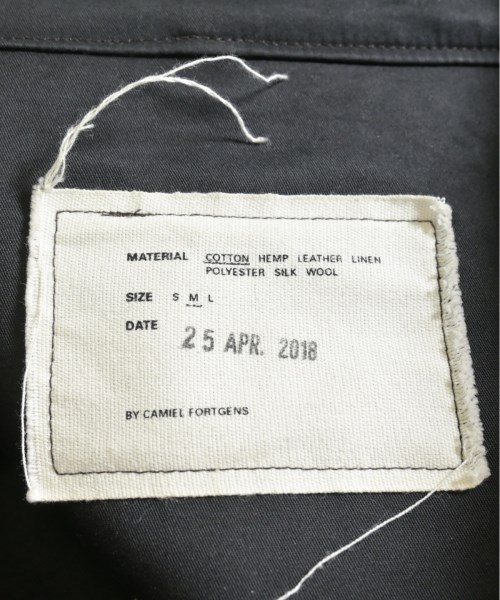 MATERIAL COTTON HEMP LEATHER LINEN
POLYESTER SILK WOOL
SIZE S M L
DATE 25 APR. 2018
BY CAMIEL FORTGENS